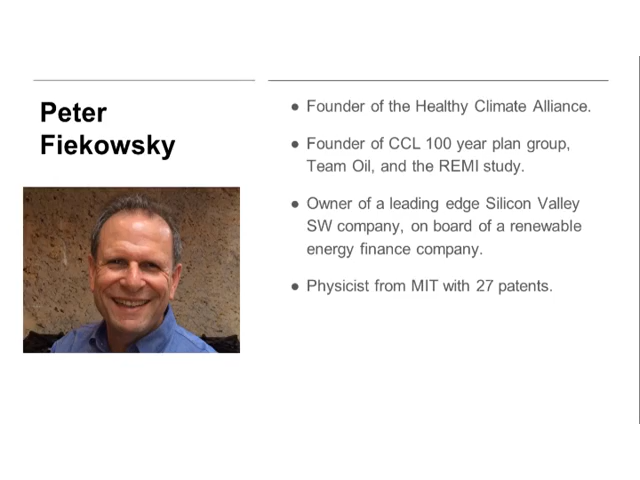 Peter
Fiekowsky
● Founder of the Healthy Climate Alliance.
● Founder of CCL 100 year plan group,
Team Oil, and the REMI study.
● Owner of a leading edge Silicon Valley
SW company, on board of a renewable
energy finance company.
● Physicist from MIT with 27 patents.